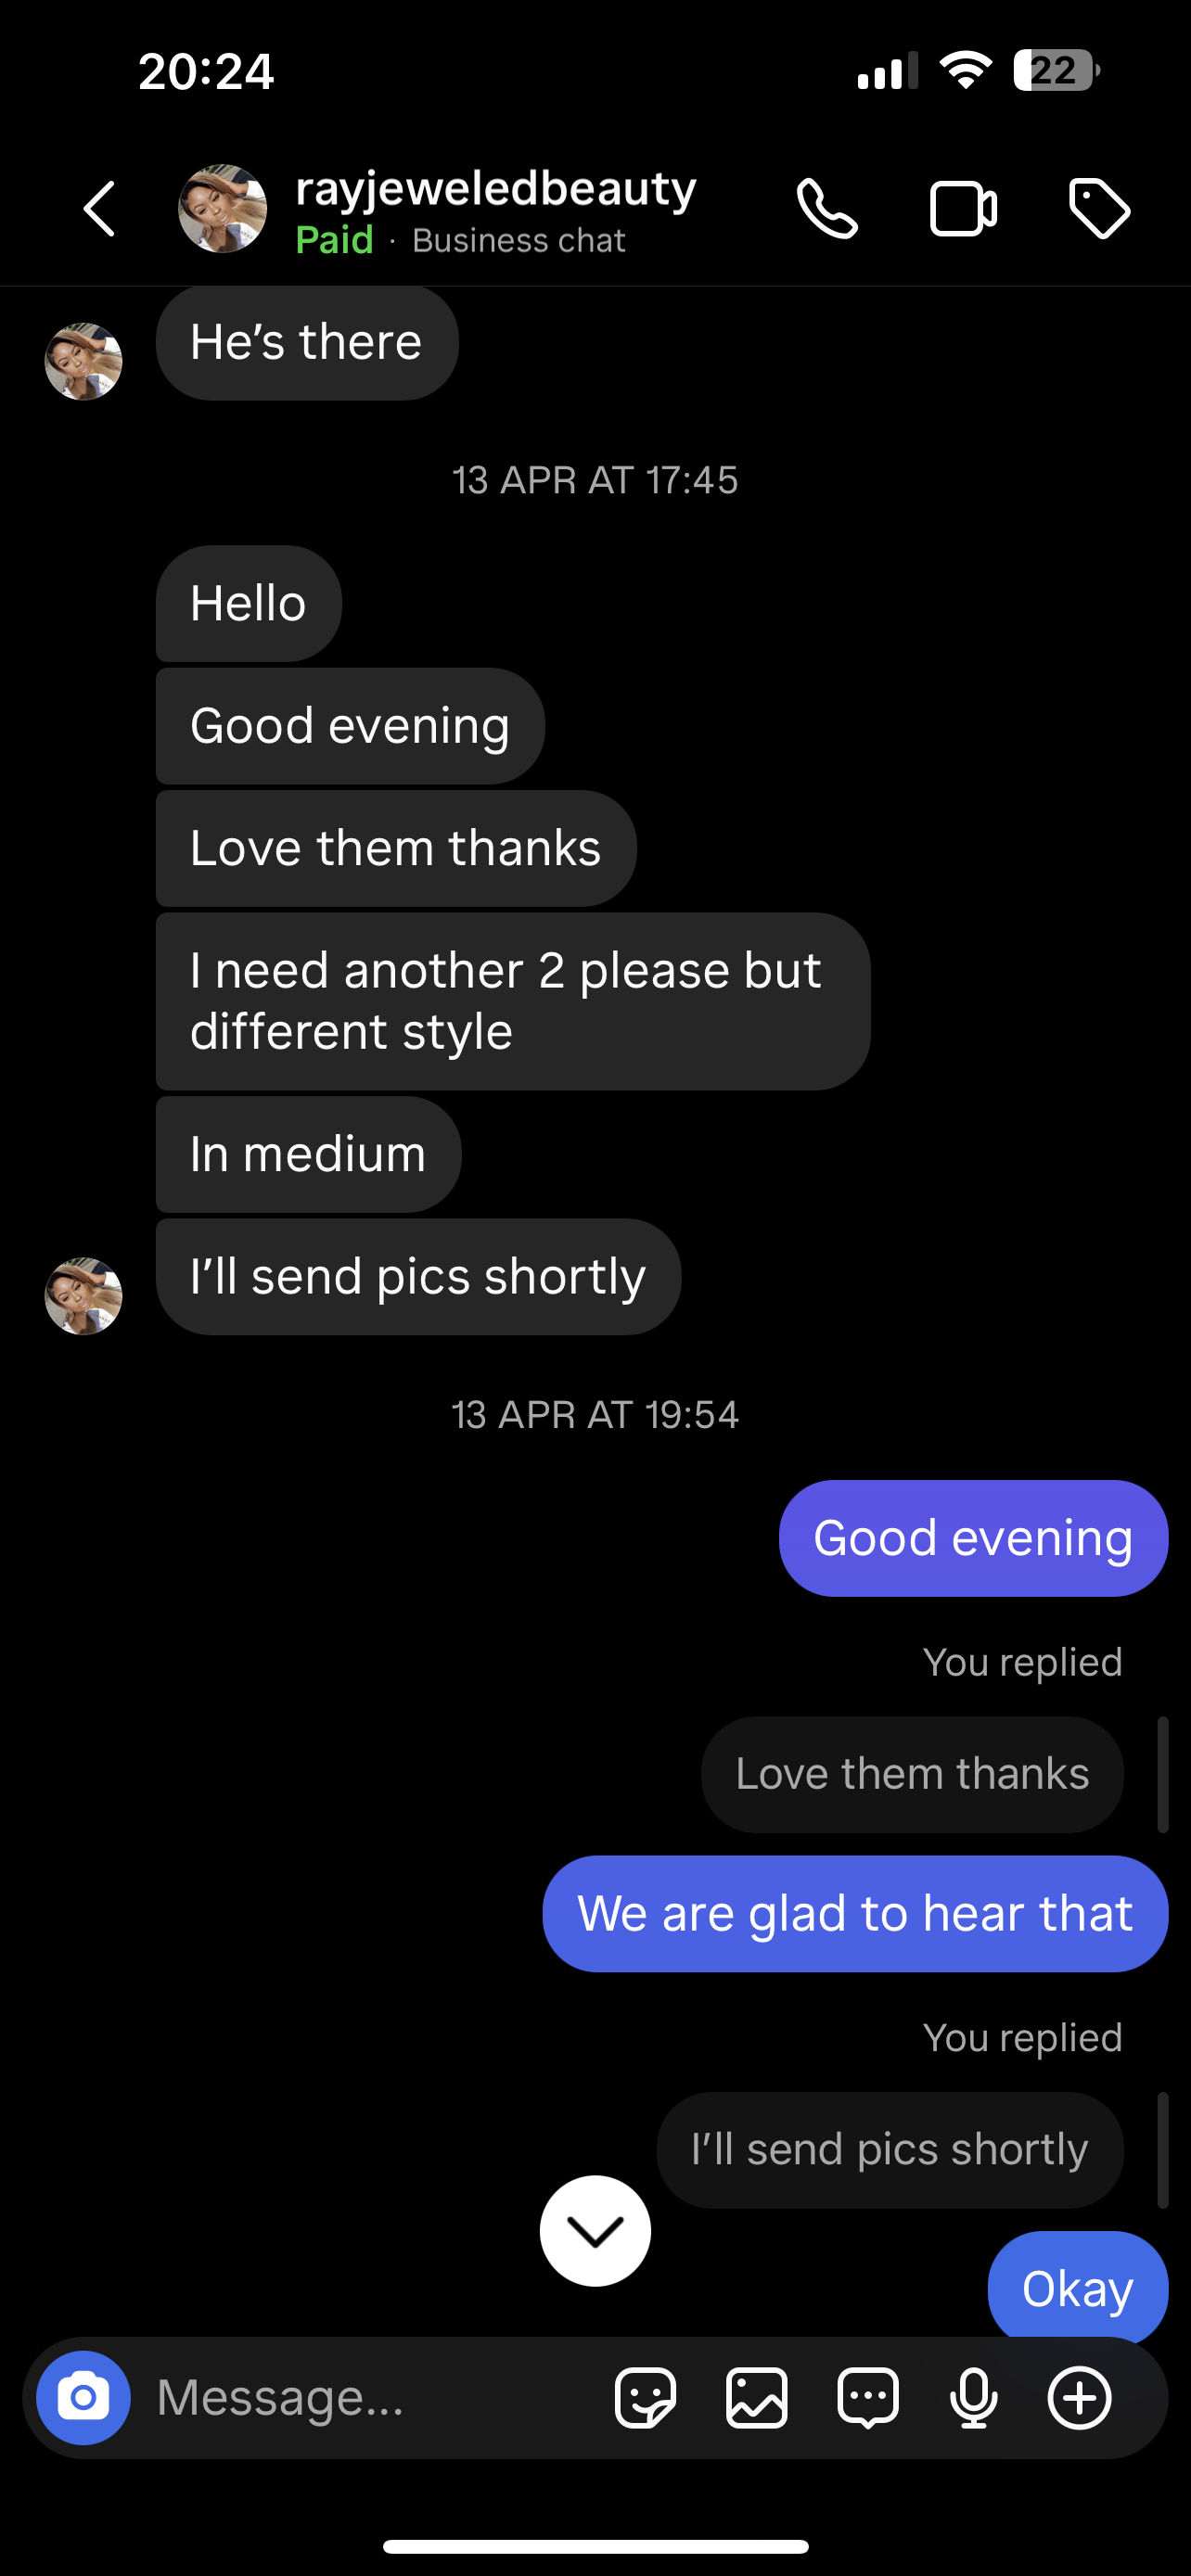 20:24
22
rayjeweledbeauty
Paid · Business chat
He’s there
13 APR AT 17:45
Hello
Good evening
Love them thanks
I need another 2 please but
different style
In medium
I’ll send pics shortly
13 APR AT 19:54
Good evening
You replied
Love them thanks
We are glad to hear that
You replied
I’ll send pics shortly
Okay
Message...